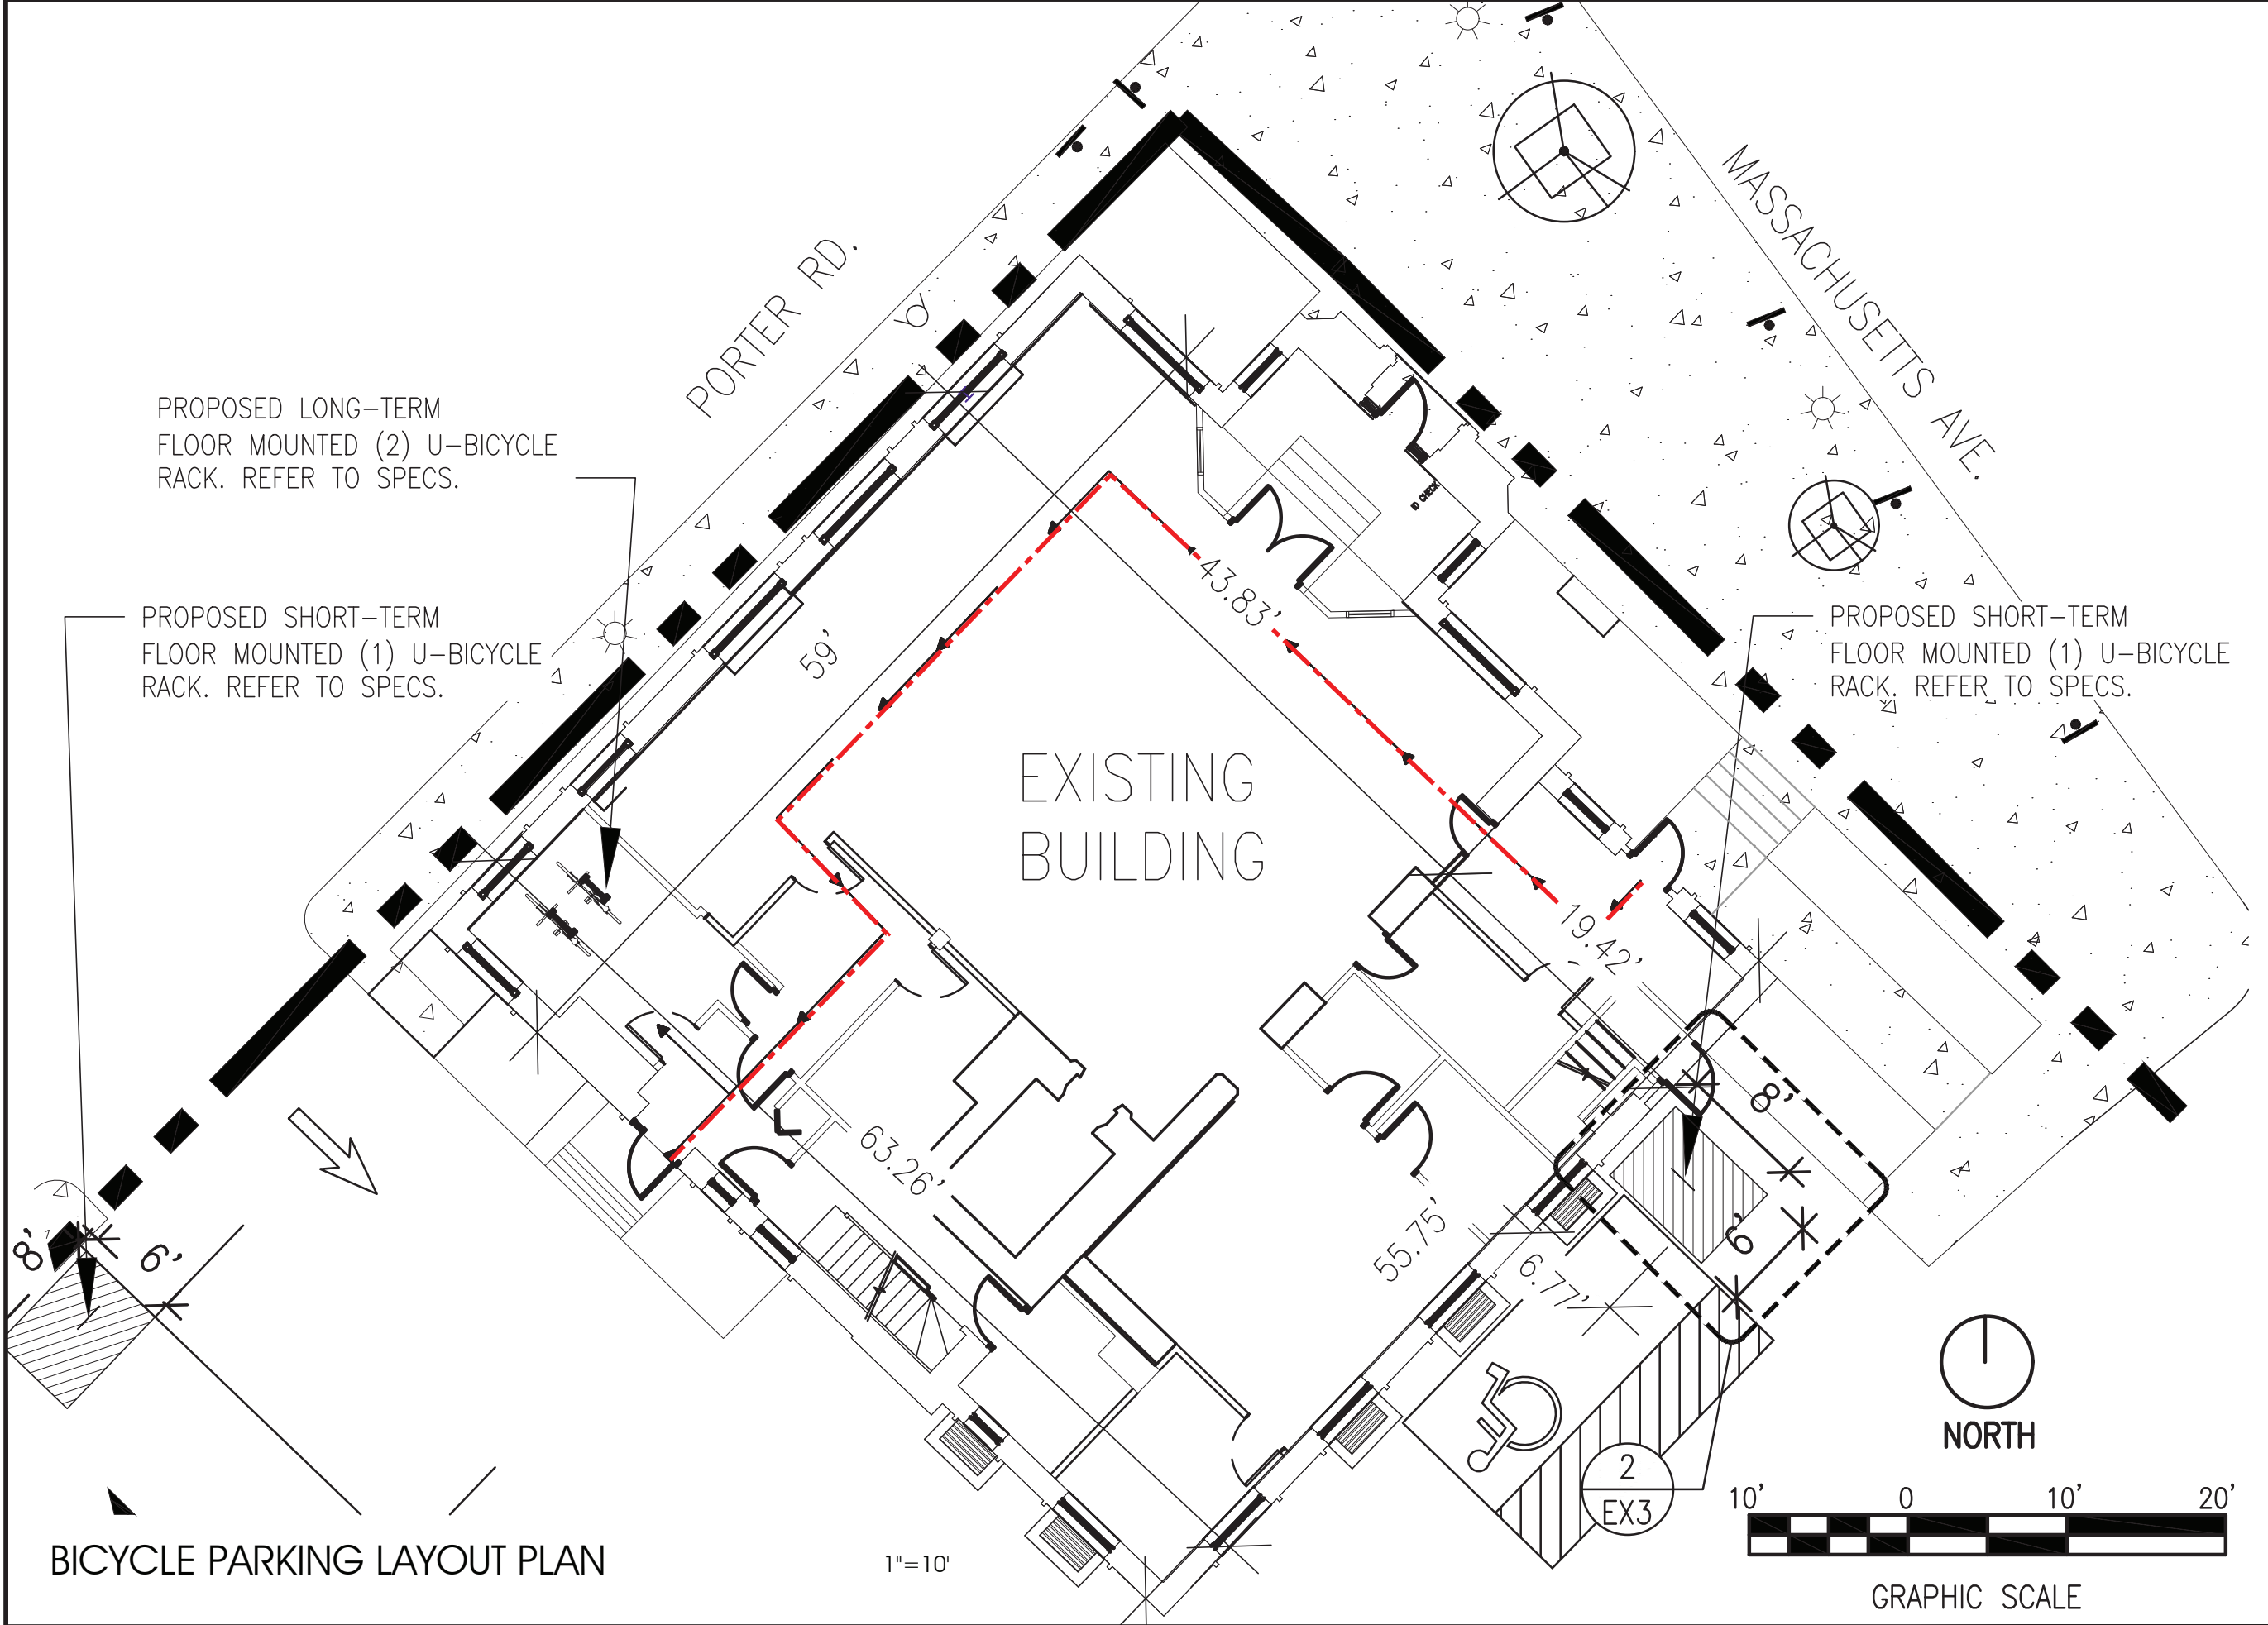 MASSACHUSETTS AVE.
PORTER RD.
PROPOSED LONG-TERM
FLOOR MOUNTED (2) U-BICYCLE
RACK. REFER TO SPECS.
ID CHECK
43.83'
59'
PROPOSED SHORT-TERM
FLOOR MOUNTED (1) U-BICYCLE
RACK. REFER TO SPECS.
PROPOSED SHORT-TERM
FLOOR MOUNTED (1) U-BICYCLE
RACK. REFER TO SPECS.
EXISTING
BUILDING
19.42'
8'
63.26'
55.75'
6'
6.77'
8'
6'
NORTH
2
EX3
10'
0
10'
20'
GRAPHIC SCALE
BICYCLE PARKING LAYOUT PLAN
1"=10'